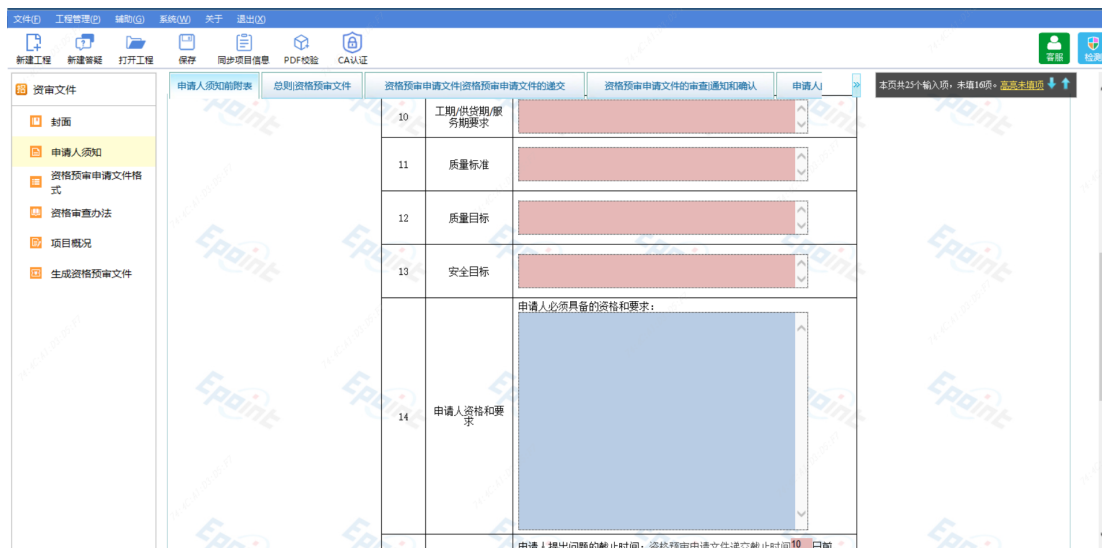 文件(F) 工程管理(P) 辅助(G) 系统(W) 关于 退出(X)
新建工程 新建答疑 打开工程 保存 同步项目信息 PDF校验 CA认证 客服 检测
资审文件
申请人须知前附表 总则|资格预审文件 资格预审申请文件|资格预审申请文件的递交 资格预审申请文件的审查|通知和确认 申请人
本页共25个输入项，未填16项。高亮未填项
封面
申请人须知
资格预审申请文件格
式
资格审查办法
项目概况
生成资格预审文件
10 工期/供货期/服
务期要求
11 质量标准
12 质量目标
13 安全目标
14 申请人资格和要
求
申请人必须具备的资格和要求：
申请人提出问题的截止时间：资格预审申请文件递交截止时间10日前
Epoint